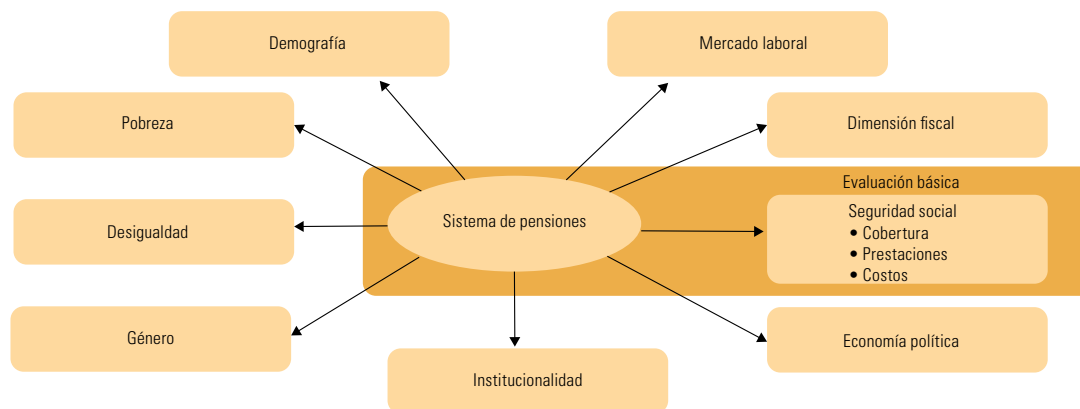 Demografía
Mercado laboral
Pobreza
Dimensión fiscal
Evaluación básica
Desigualdad
Sistema de pensiones
Seguridad social
• Cobertura
• Prestaciones
• Costos
Género
Economía política
Institucionalidad